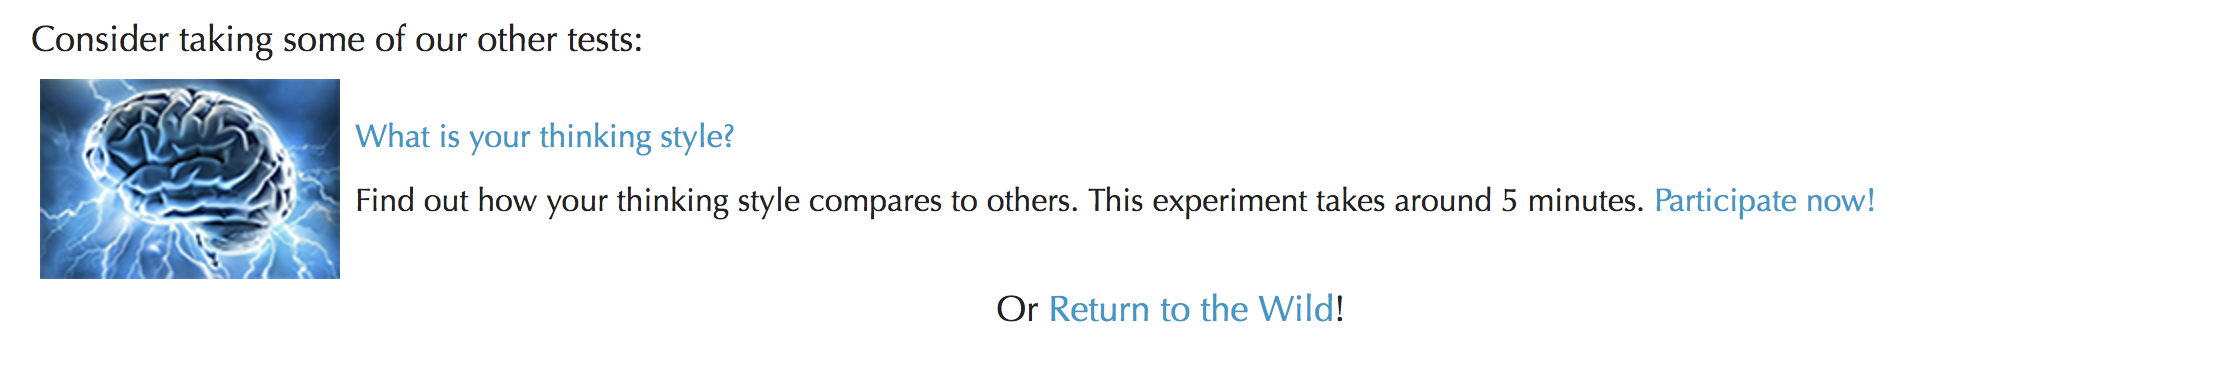 Consider taking some of our other tests:
What is your thinking style?
Find out how your thinking style compares to others. This experiment takes around 5 minutes. Participate now!
Or Return to the Wild!